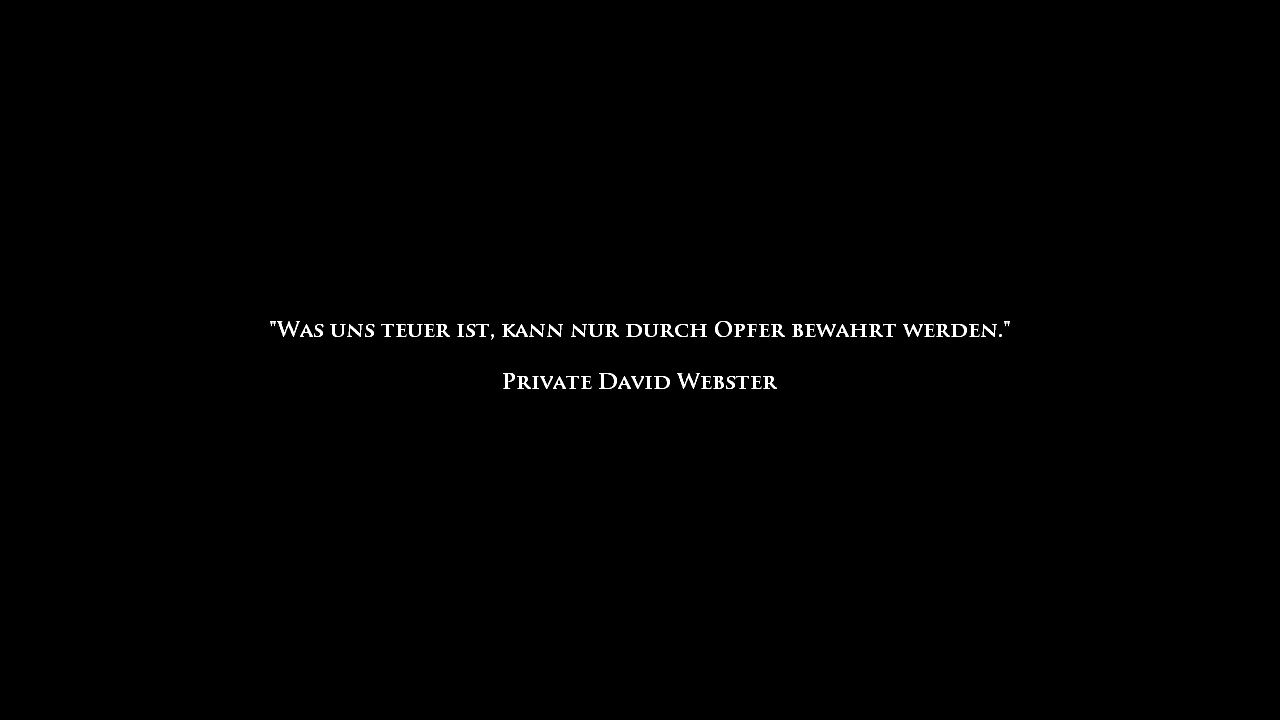 "Was uns teuer ist, kann nur durch Opfer bewahrt werden."
Private David Webster